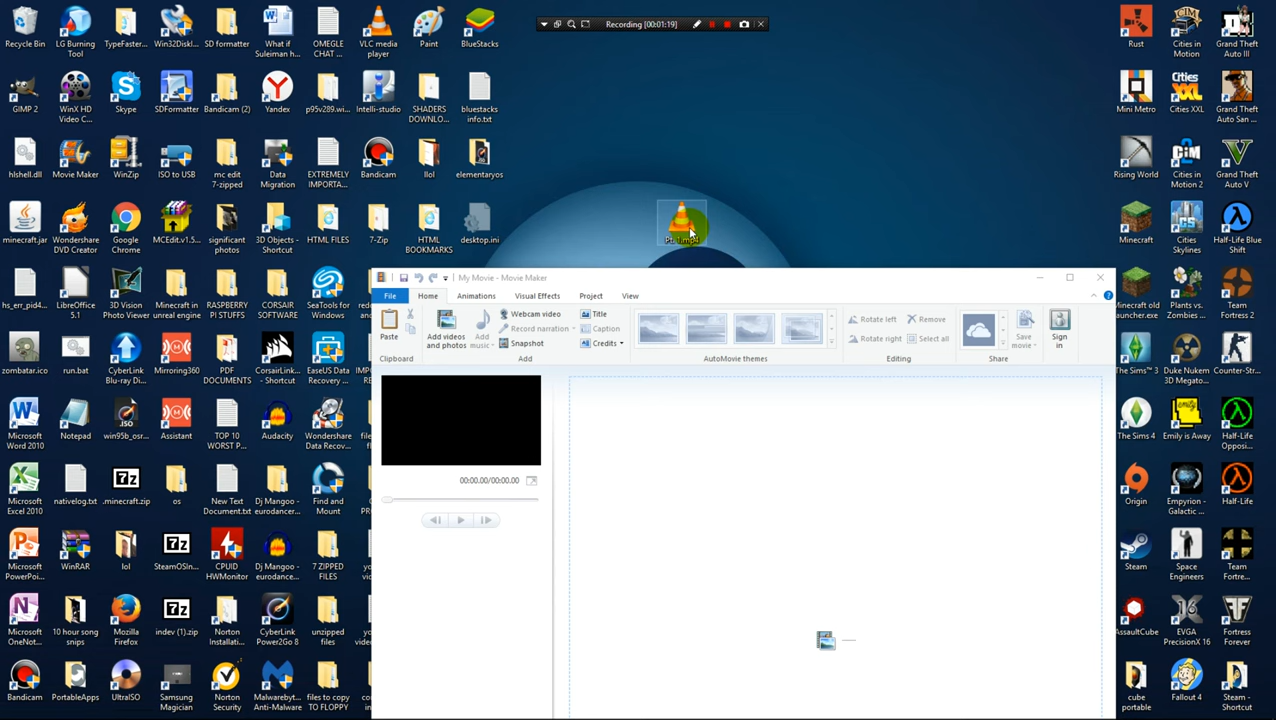 Recording [00:01:19]
Recycle Bin
LG Burning
Tool
TypeFaster...
Win32Diskl...
SD formatter
What if
Suleiman h...
OMEGLE
CHAT ...
VLC media
player
Paint
BlueStacks
GIMP 2
WinX HD
Video C...
Skype
SDFormatter
Bandicam (2)
Yandex
p95v289.wi...
Intelli-studio
SHADERS
DOWNLO...
bluestacks
info.txt
hlshell.dll
Movie Maker
WinZip
ISO to USB
mc edit
7-zipped
Data
Migration
EXTREMELY
IMPORTA...
Bandicam
llol
elementaryos
minecraft.jar
Wondershare
DVD Creator
Google
Chrome
MCEdit.v1.5...
significant
photos
3D Objects -
Shortcut
HTML FILES
7-Zip
HTML
BOOKMARKS
desktop.ini
Pt. 1.mp4
hs_err_pid4...
LibreOffice
5.1
3D Vision
Photo Viewer
Minecraft in
unreal engine
RASPBERRY
PI STUFFS
CORSAIR
SOFTWARE
SeaTools for
Windows
zombatar.ico
run.bat
CyberLink
Blu-ray Di...
Mirroring360
PDF
DOCUMENTS
CorsairLink...
- Shortcut
EaseUS Data
Recovery ...
Microsoft
Word 2010
Notepad
win95b_osr...
Assistant
TOP 10
WORST P...
Audacity
Wondershare
Data Recov...
Microsoft
Excel 2010
nativelog.txt
.minecraft.zip
os
New Text
Document.txt
Dj Mangoo -
eurodancer...
Find and
Mount
Microsoft
PowerPoi...
WinRAR
lol
SteamOSIn...
CPUID
HWMonitor
Dj Mangoo -
eurodance...
7 ZIPPED
FILES
Microsoft
OneNot...
10 hour song
snips
Mozilla
Firefox
indev (1).zip
Norton
Installati...
CyberLink
Power2Go 8
unzipped
files
Bandicam
PortableApps
UltraISO
Samsung
Magician
Norton
Security
Malwarebyt...
Anti-Malware
files to copy
TO FLOPPY
My Movie - Movie Maker
File
Home
Animations
Visual Effects
Project
View
Paste
Clipboard
Add videos
and photos
Add
music
Webcam video
Record narration
Snapshot
Title
Caption
Credits
Add
AutoMovie themes
Rotate left
Rotate right
Remove
Select all
Editing
Save
movie
Share
Sign
in
00:00.00/00:00.00
Rust
Cities in
Motion
Grand Theft
Auto III
Mini Metro
Cities XXL
Grand Theft
Auto San ...
Rising World
Cities in
Motion 2
Grand Theft
Auto V
Minecraft
Cities
Skylines
Half-Life Blue
Shift
Minecraft old
launcher.exe
Plants vs.
Zombies ...
Team
Fortress 2
The Sims™ 3
Duke Nukem
3D Megato...
Counter-Str...
The Sims 4
Emily is Away
Half-Life
Opposi...
Origin
Empyrion -
Galactic ...
Half-Life
Steam
Space
Engineers
Team
Fortre...
AssaultCube
EVGA
PrecisionX 16
Fortress
Forever
cube
portable
Fallout 4
Steam -
Shortcut